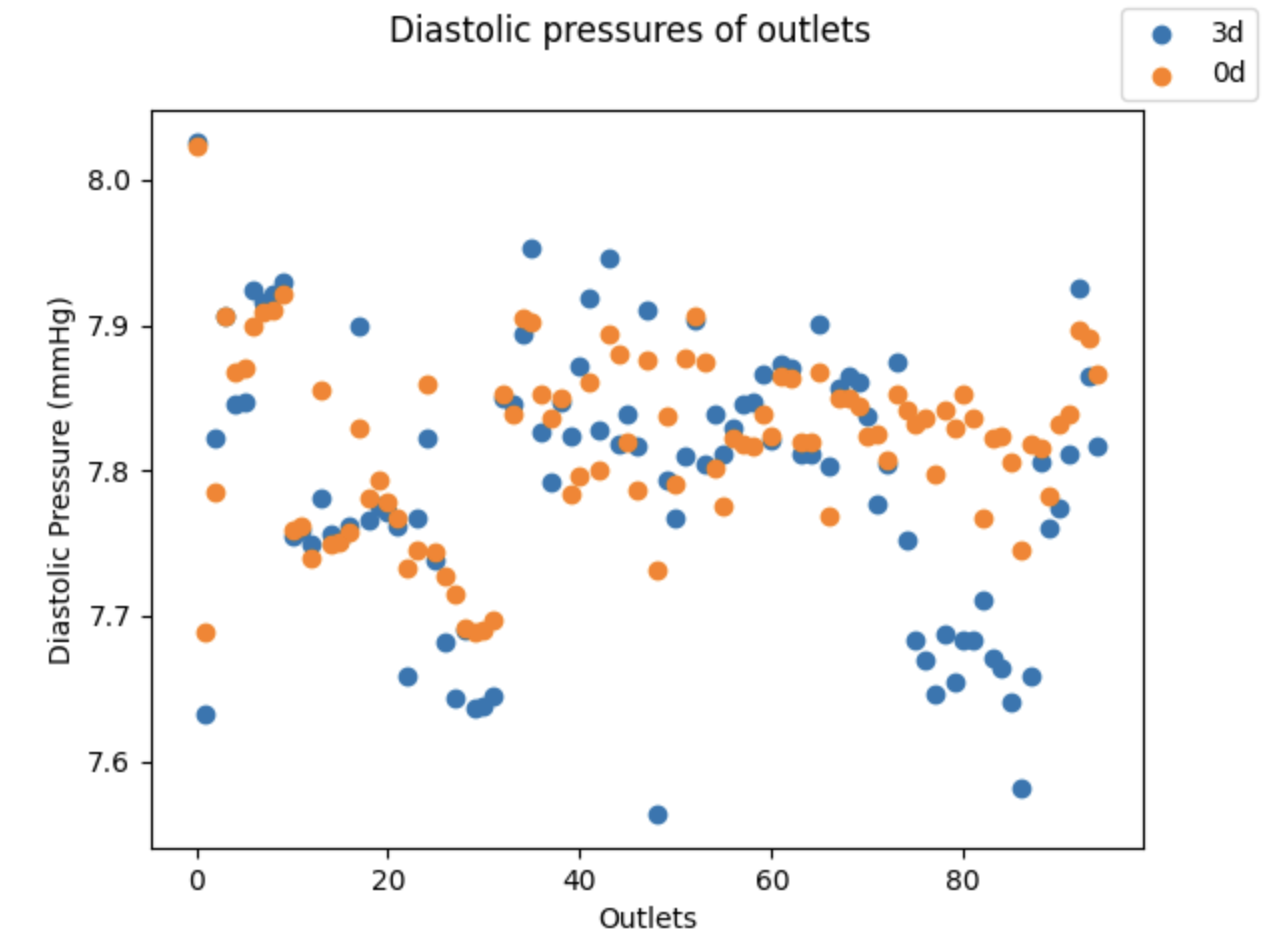 Diastolic pressures of outlets
3d
0d
8.0
7.9
7.8
7.7
7.6
Diastolic Pressure (mmHg)
0 20 40 60 80
Outlets